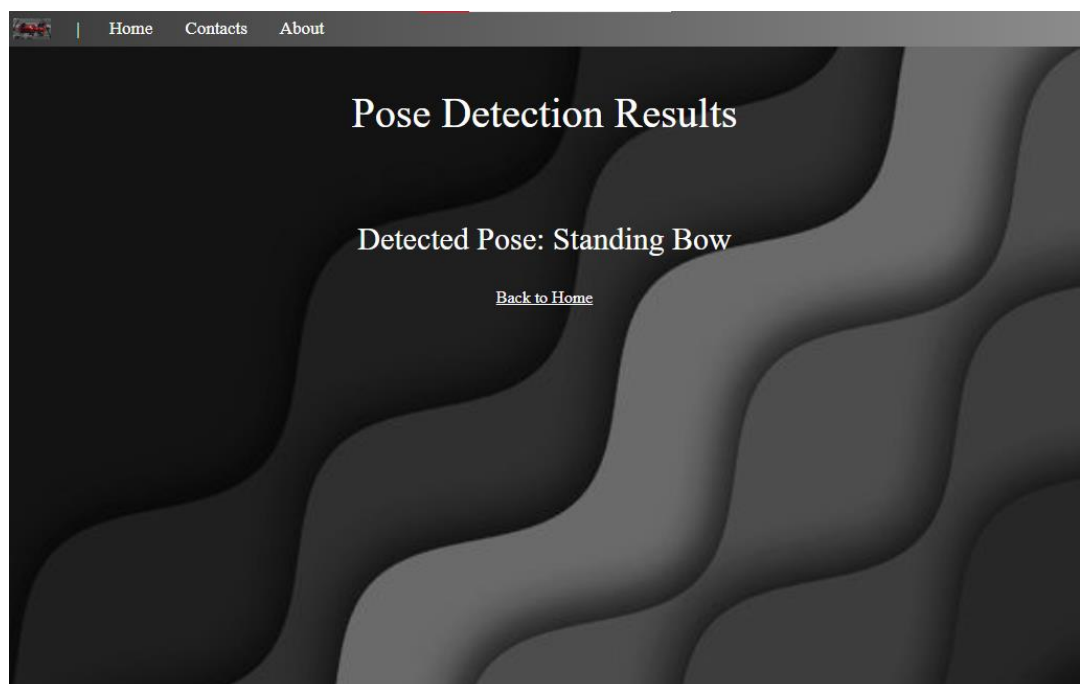 | Home Contacts About
Pose Detection Results
Detected Pose: Standing Bow
Back to Home